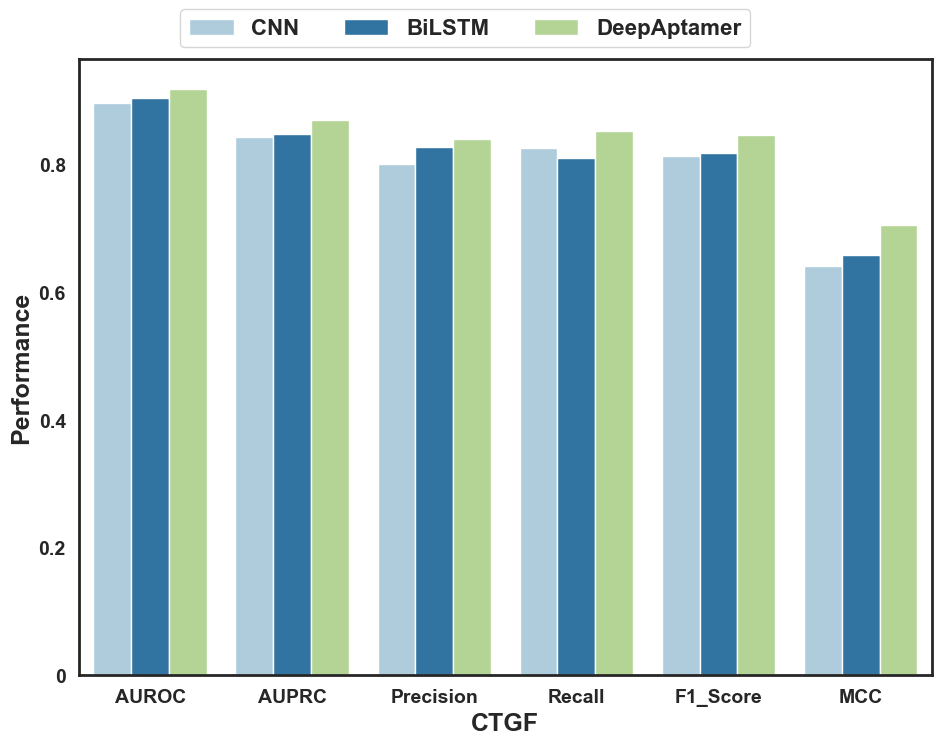 CNN BiLSTM DeepAptamer
Performance
0.8
0.6
0.4
0.2
0
AUROC AUPRC Precision Recall F1_Score MCC
CTGF